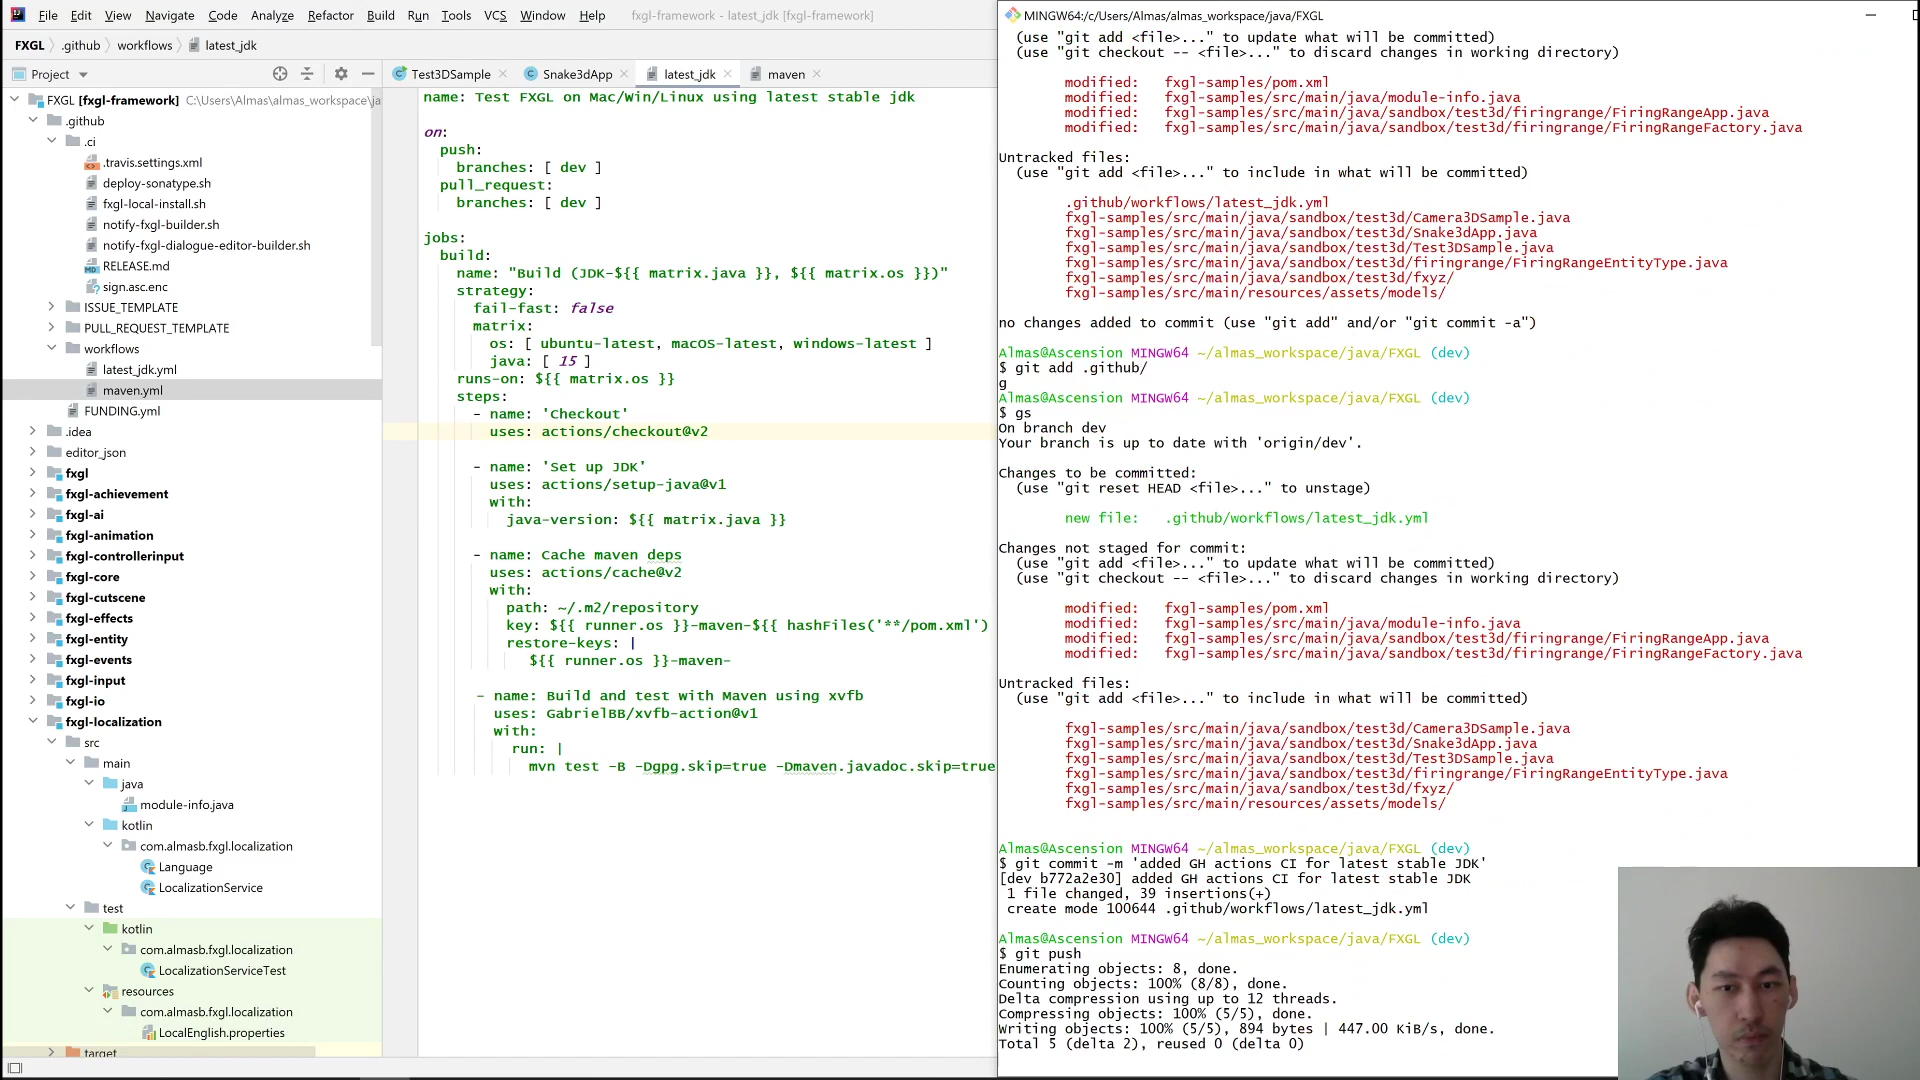 File Edit View Navigate Code Analyze Refactor Build Run Tools VCS Window Help fxgl-framework - latest_jdk [fxgl-framework]
FXGL .github workflows latest_jdk
Project
Test3DSample Snake3dApp latest_jdk maven
FXGL [fxgl-framework] C:\Users\Almas\almas_workspace\ja
.github
.ci
.travis.settings.xml
deploy-sonatype.sh
fxgl-local-install.sh
notify-fxgl-builder.sh
notify-fxgl-dialogue-editor-builder.sh
RELEASE.md
sign.asc.enc
ISSUE_TEMPLATE
PULL_REQUEST_TEMPLATE
workflows
latest_jdk.yml
maven.yml
FUNDING.yml
.idea
editor_json
fxgl
fxgl-achievement
fxgl-ai
fxgl-animation
fxgl-controllerinput
fxgl-core
fxgl-cutscene
fxgl-effects
fxgl-entity
fxgl-events
fxgl-input
fxgl-io
fxgl-localization
src
main
java
module-info.java
kotlin
com.almasb.fxgl.localization
Language
LocalizationService
test
kotlin
com.almasb.fxgl.localization
LocalizationServiceTest
resources
com.almasb.fxgl.localization
LocalEnglish.properties
target
name: Test FXGL on Mac/Win/Linux using latest stable jdk
on:
push:
branches: [ dev ]
pull_request:
branches: [ dev ]
jobs:
build:
name: "Build (JDK-${{ matrix.java }}, ${{ matrix.os }})"
strategy:
fail-fast: false
matrix:
os: [ ubuntu-latest, macOS-latest, windows-latest ]
java: [ 15 ]
runs-on: ${{ matrix.os }}
steps:
- name: 'Checkout'
uses: actions/checkout@v2
- name: 'Set up JDK'
uses: actions/setup-java@v1
with:
java-version: ${{ matrix.java }}
- name: Cache maven deps
uses: actions/cache@v2
with:
path: ~/.m2/repository
key: ${{ runner.os }}-maven-${{ hashFiles('**/pom.xml')
restore-keys: |
${{ runner.os }}-maven-
- name: Build and test with Maven using xvfb
uses: GabrielBB/xvfb-action@v1
with:
run: |
mvn test -B -Dgpg.skip=true -Dmaven.javadoc.skip=true
MINGW64:/c/Users/Almas/almas_workspace/java/FXGL
(use "git add <file>..." to update what will be committed)
(use "git checkout -- <file>..." to discard changes in working directory)
modified: fxgl-samples/pom.xml
modified: fxgl-samples/src/main/java/module-info.java
modified: fxgl-samples/src/main/java/sandbox/test3d/firingrange/FiringRangeApp.java
modified: fxgl-samples/src/main/java/sandbox/test3d/firingrange/FiringRangeFactory.java
Untracked files:
(use "git add <file>..." to include in what will be committed)
.github/workflows/latest_jdk.yml
fxgl-samples/src/main/java/sandbox/test3d/Camera3DSample.java
fxgl-samples/src/main/java/sandbox/test3d/Snake3dApp.java
fxgl-samples/src/main/java/sandbox/test3d/Test3DSample.java
fxgl-samples/src/main/java/sandbox/test3d/firingrange/FiringRangeEntityType.java
fxgl-samples/src/main/java/sandbox/test3d/fxyz/
fxgl-samples/src/main/resources/assets/models/
no changes added to commit (use "git add" and/or "git commit -a")
Almas@Ascension MINGW64 ~/almas_workspace/java/FXGL (dev)
$ git add .github/
g
Almas@Ascension MINGW64 ~/almas_workspace/java/FXGL (dev)
$ gs
On branch dev
Your branch is up to date with 'origin/dev'.
Changes to be committed:
(use "git reset HEAD <file>..." to unstage)
new file: .github/workflows/latest_jdk.yml
Changes not staged for commit:
(use "git add <file>..." to update what will be committed)
(use "git checkout -- <file>..." to discard changes in working directory)
modified: fxgl-samples/pom.xml
modified: fxgl-samples/src/main/java/module-info.java
modified: fxgl-samples/src/main/java/sandbox/test3d/firingrange/FiringRangeApp.java
modified: fxgl-samples/src/main/java/sandbox/test3d/firingrange/FiringRangeFactory.java
Untracked files:
(use "git add <file>..." to include in what will be committed)
fxgl-samples/src/main/java/sandbox/test3d/Camera3DSample.java
fxgl-samples/src/main/java/sandbox/test3d/Snake3dApp.java
fxgl-samples/src/main/java/sandbox/test3d/Test3DSample.java
fxgl-samples/src/main/java/sandbox/test3d/firingrange/FiringRangeEntityType.java
fxgl-samples/src/main/java/sandbox/test3d/fxyz/
fxgl-samples/src/main/resources/assets/models/
Almas@Ascension MINGW64 ~/almas_workspace/java/FXGL (dev)
$ git commit -m 'added GH actions CI for latest stable JDK'
[dev b772a2e30] added GH actions CI for latest stable JDK
1 file changed, 39 insertions(+)
create mode 100644 .github/workflows/latest_jdk.yml
Almas@Ascension MINGW64 ~/almas_workspace/java/FXGL (dev)
$ git push
Enumerating objects: 8, done.
Counting objects: 100% (8/8), done.
Delta compression using up to 12 threads.
Compressing objects: 100% (5/5), done.
Writing objects: 100% (5/5), 894 bytes | 447.00 KiB/s, done.
Total 5 (delta 2), reused 0 (delta 0)